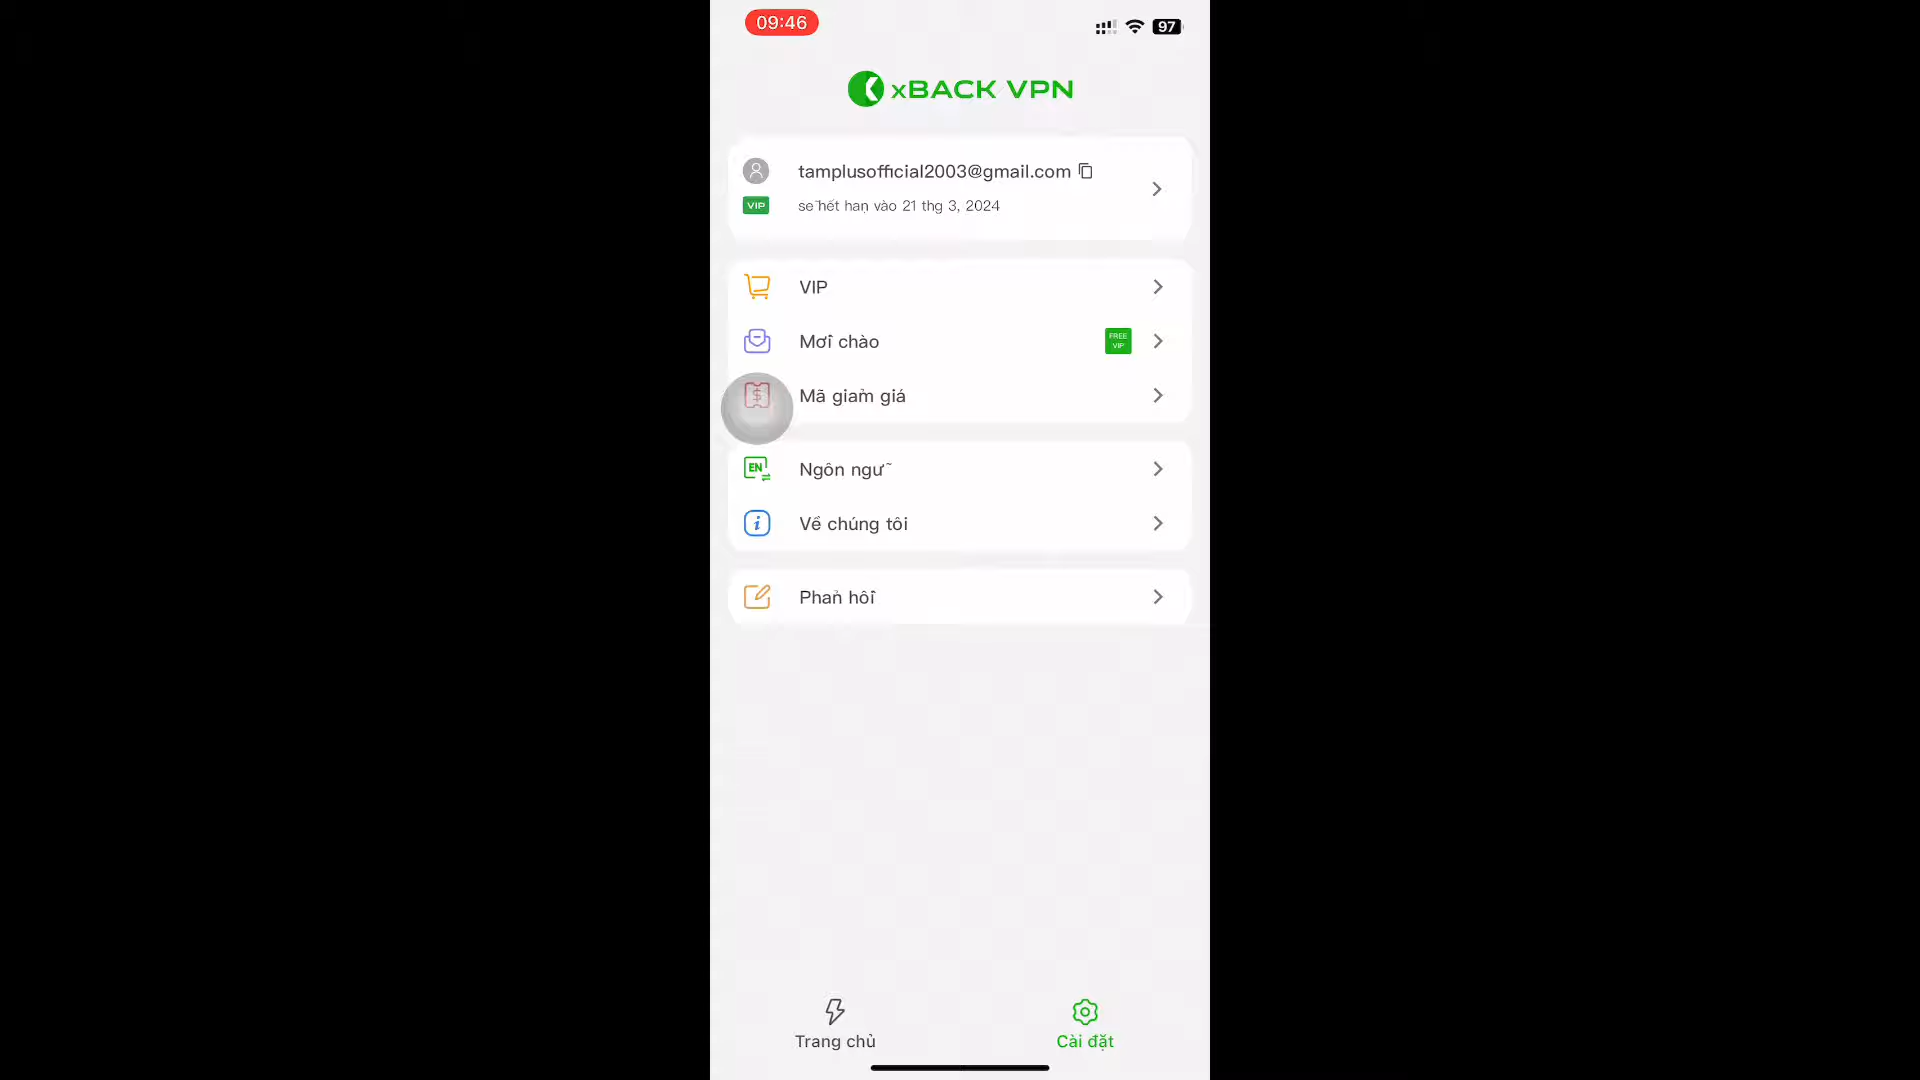 09:46
97
xBACK VPN
tamplusofficial2003@gmail.com
VIP
sẽ hết hạn vào 21 thg 3, 2024
VIP
Mời chào
FREE
VIP
Mã giảm giá
$
EN
Ngôn ngữ
i
Về chúng tôi
Phản hồi
Trang chủ
Cài đặt